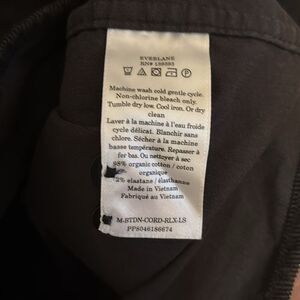 EVERLANE
RN# 139393
Machine wash cold gentle cycle.
Non-chlorine bleach only.
Tumble dry low. Cool iron. Or dry
clean
Laver à la machine à l'eau froide
cycle délicat. Blanchir sans
chlore. Sécher à la machine
basse température. Repasser à
fer bas. Ou nettoyer à sec
98% organic cotton / coton
organique
2% elastane / élasthanne
Made in Vietnam
Fabriqué au Vietnam
M-STDN-CORD-RLX-LS
PPS046186674